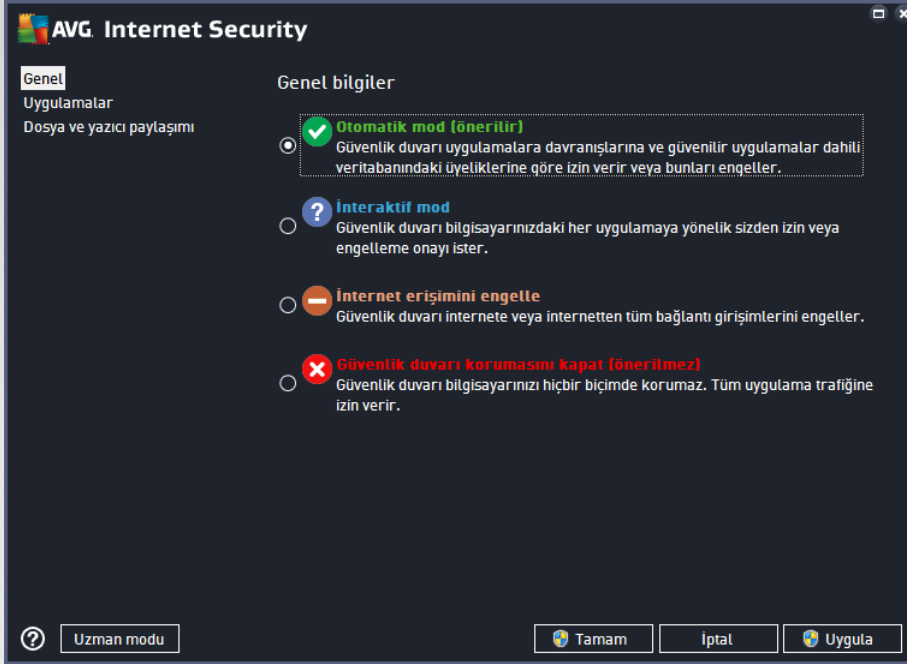 AVG Internet Security
Genel
Uygulamalar
Dosya ve yazıcı paylaşımı
Genel bilgiler
Otomatik mod (önerilir)
Güvenlik duvarı uygulamalara davranışlarına ve güvenilir uygulamalar dahili
veritabanındaki üyeliklerine göre izin verir veya bunları engeller.
İnteraktif mod
Güvenlik duvarı bilgisayarınızdaki her uygulamaya yönelik sizden izin veya
engelleme onayı ister.
İnternet erişimini engelle
Güvenlik duvarı internete veya internetten tüm bağlantı girişimlerini engeller.
Güvenlik duvarı korumasını kapat (önerilmez)
Güvenlik duvarı bilgisayarınızı hiçbir biçimde korumaz. Tüm uygulama trafiğine
izin verir.
Uzman modu
Tamam
İptal
Uygula